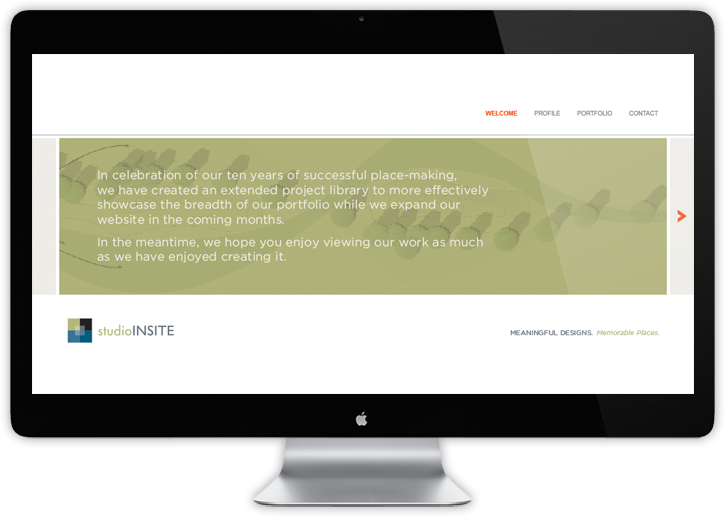 WELCOME PROFILE PORTFOLIO CONTACT
In celebration of our ten years of successful place-making,
we have created an extended project library to more effectively
showcase the breadth of our portfolio while we expand our
website in the coming months.
In the meantime, we hope you enjoy viewing our work as much
as we have enjoyed creating it.
studioINSITE
MEANINGFUL DESIGNS. Memorable Places.